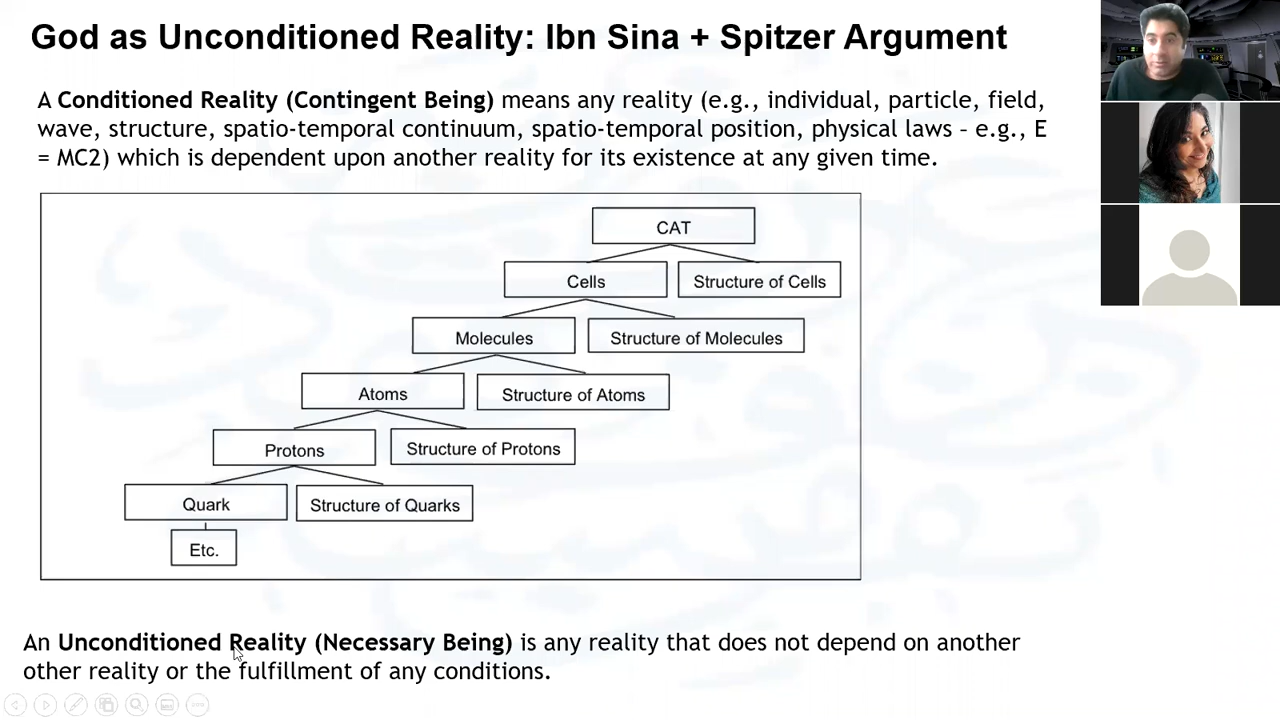 God as Unconditioned Reality: Ibn Sina + Spitzer Argument
A Conditioned Reality (Contingent Being) means any reality (e.g., individual, particle, field,
wave, structure, spatio-temporal continuum, spatio-temporal position, physical laws – e.g., E
= MC2) which is dependent upon another reality for its existence at any given time.
CAT
Cells
Structure of Cells
Molecules
Structure of Molecules
Atoms
Structure of Atoms
Protons
Structure of Protons
Quark
Structure of Quarks
Etc.
An Unconditioned Reality (Necessary Being) is any reality that does not depend on another
other reality or the fulfillment of any conditions.